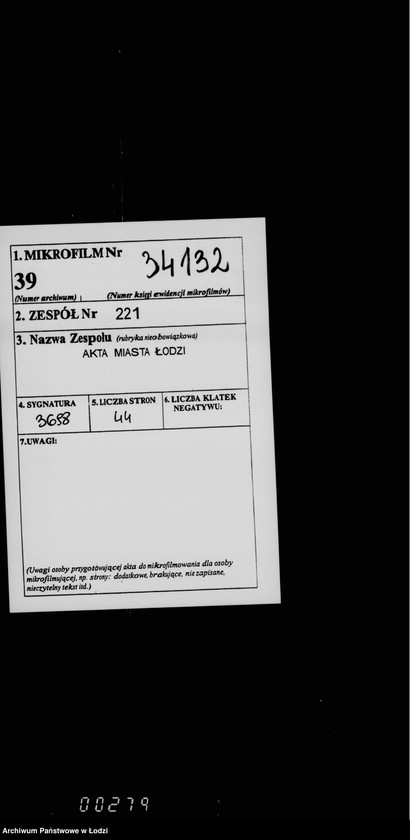 1. MIKROFILM Nr 34132
39
(Numer archiwum) (Numer księgi ewidencji mikrofilmów)
2. ZESPÓŁ Nr 221
3. Nazwa Zespołu (rubryka nieobowiązkowa)
AKTA MIASTA ŁODZI
4. SYGNATURA 5. LICZBA STRON 6. LICZBA KLATEK
NEGATYWU:
3698 44
7.UWAGI:
(Uwagi osoby przygotowującej akta do mikrofilmowania dla osoby
mikrofilmującej, np. strony: dodatkowe, brakujące, nie zapisane,
nieczytelny tekst itd.)
00279
Archiwum Państwowe w Łodzi